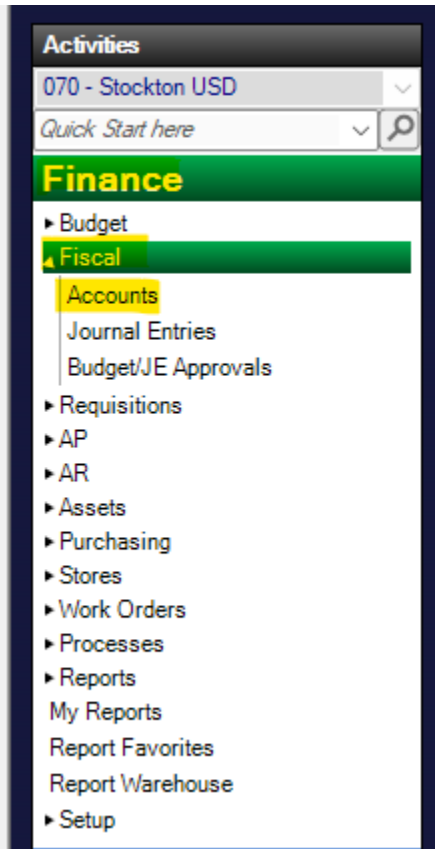 Activities
070 - Stockton USD
Quick Start here
Finance
Budget
Fiscal
Accounts
Journal Entries
Budget/JE Approvals
Requisitions
AP
AR
Assets
Purchasing
Stores
Work Orders
Processes
Reports
My Reports
Report Favorites
Report Warehouse
Setup